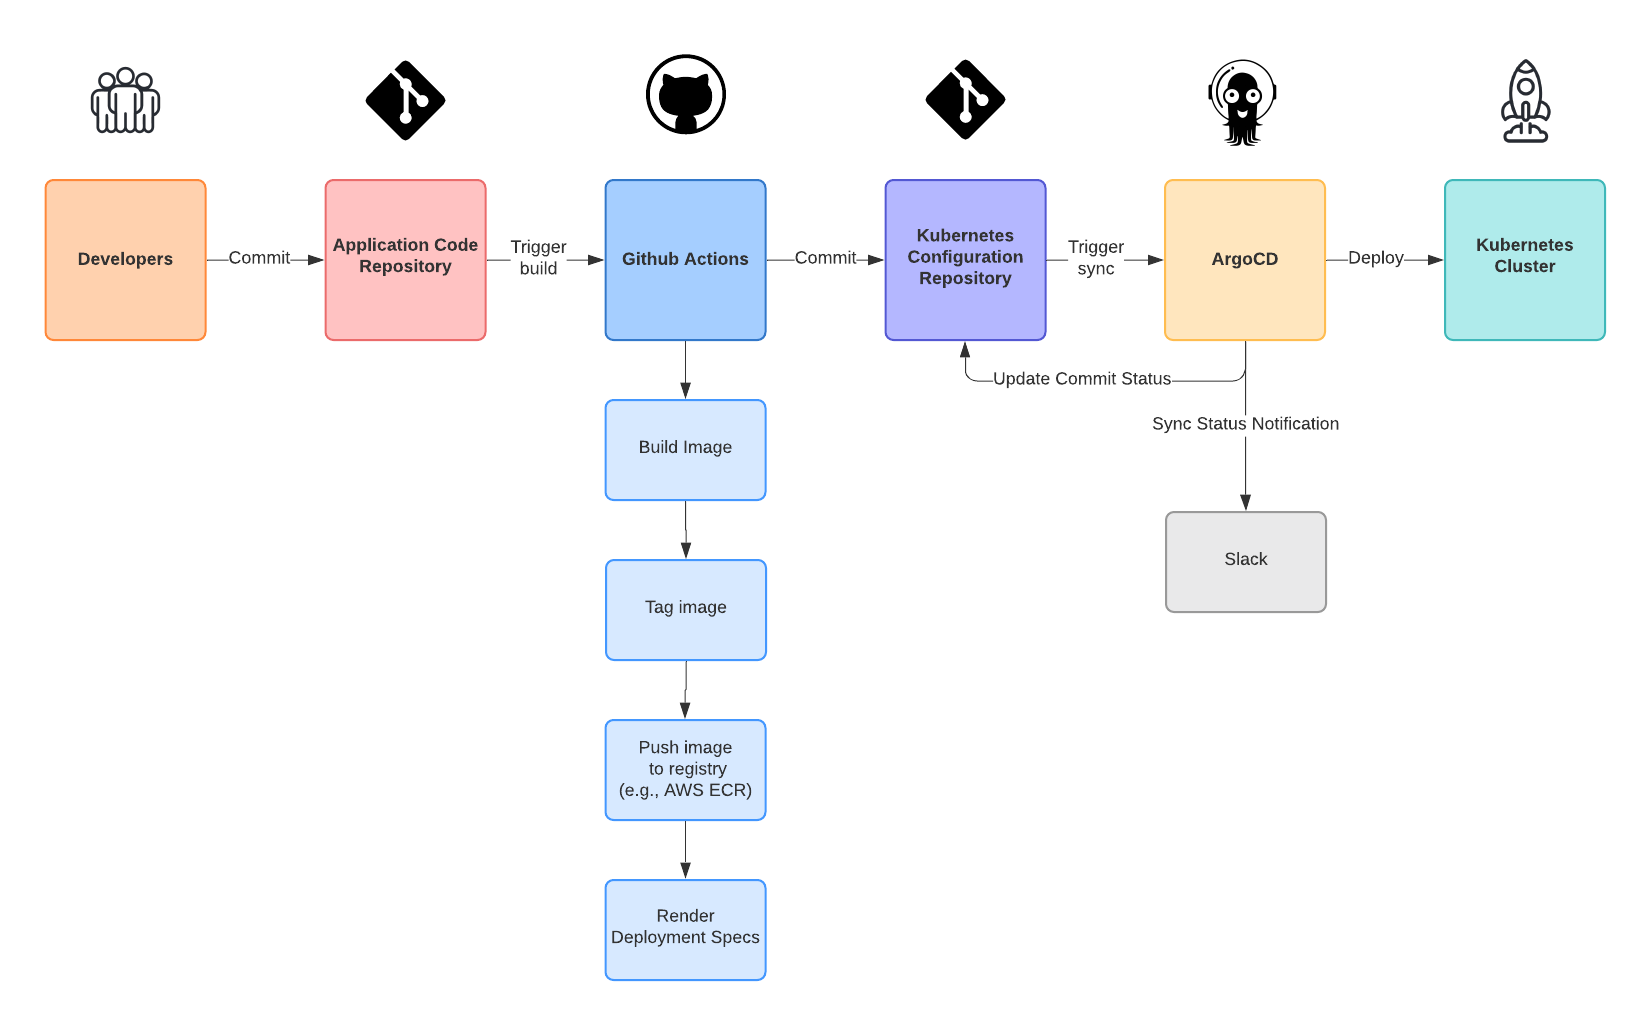 Developers
Commit
Application Code
Repository
Trigger
build
Github Actions
Commit
Kubernetes
Configuration
Repository
Trigger
sync
ArgoCD
Deploy
Kubernetes
Cluster
Update Commit Status
Sync Status Notification
Build Image
Slack
Tag image
Push image
to registry
(e.g., AWS ECR)
Render
Deployment Specs